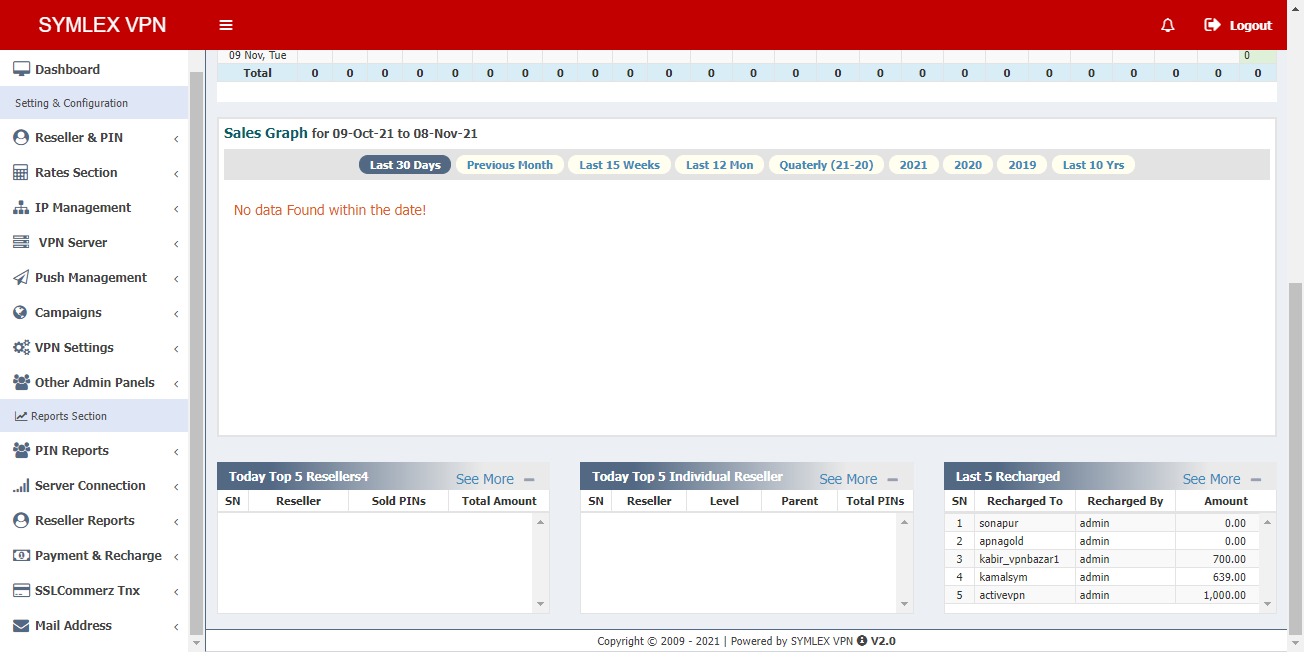 SYMLEX VPN
Logout
Dashboard
Setting & Configuration
Reseller & PIN
Rates Section
IP Management
VPN Server
Push Management
Campaigns
VPN Settings
Other Admin Panels
Reports Section
PIN Reports
Server Connection
Reseller Reports
Payment & Recharge
SSLCommerz Tnx
Mail Address
09 Nov, Tue 0
Total 0 0 0 0 0 0 0 0 0 0 0 0 0 0 0 0 0 0 0 0 0 0 0 0 0
Sales Graph for 09-Oct-21 to 08-Nov-21
Last 30 Days Previous Month Last 15 Weeks Last 12 Mon Quaterly (21-20) 2021 2020 2019 Last 10 Yrs
No data Found within the date!
Today Top 5 Resellers4 See More
SN Reseller Sold PINs Total Amount
Today Top 5 Individual Reseller See More
SN Reseller Level Parent Total PINs
Last 5 Recharged See More
SN Recharged To Recharged By Amount
1 sonapur admin 0.00
2 apnagold admin 0.00
3 kabir_vpnbazar1 admin 700.00
4 kamalsym admin 639.00
5 activevpn admin 1,000.00
Copyright © 2009 - 2021 | Powered by SYMLEX VPN V2.0